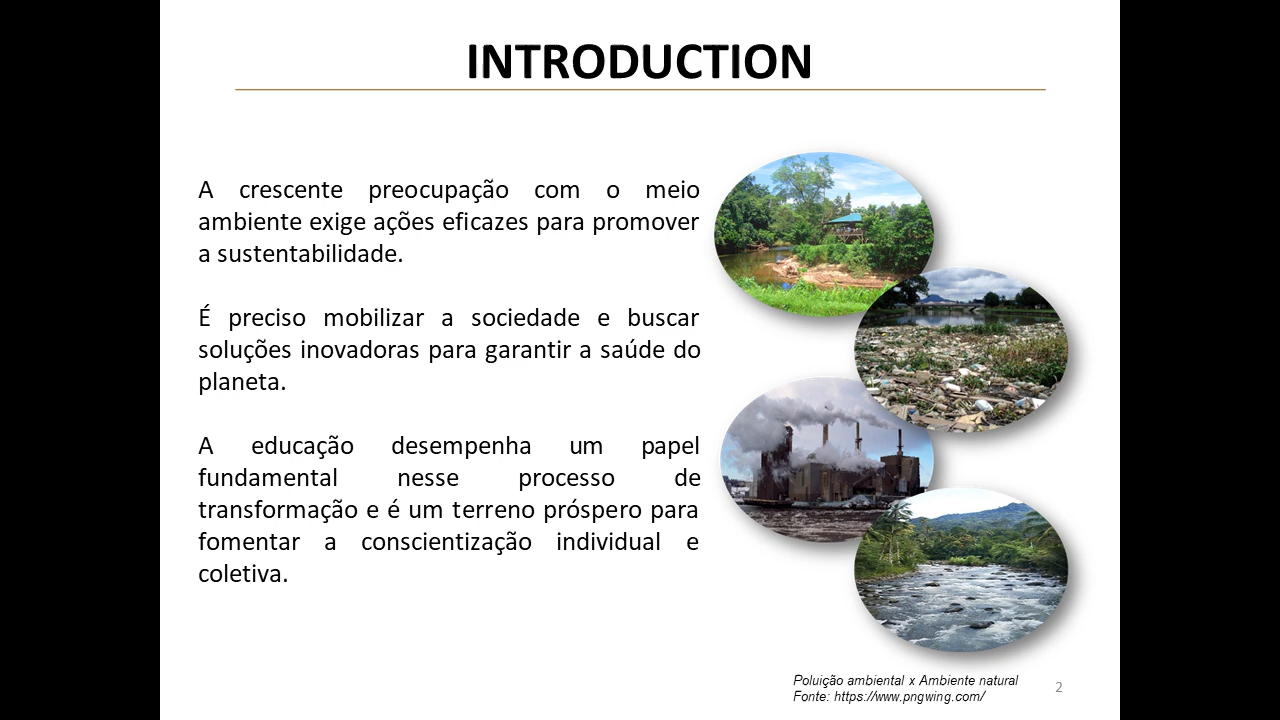 INTRODUCTION
A crescente preocupação com o meio
ambiente exige ações eficazes para promover
a sustentabilidade.
É preciso mobilizar a sociedade e buscar
soluções inovadoras para garantir a saúde do
planeta.
A educação desempenha um papel
fundamental nesse processo de
transformação e é um terreno próspero para
fomentar a conscientização individual e
coletiva.
Poluição ambiental x Ambiente natural
Fonte: https://www.pngwing.com/
2